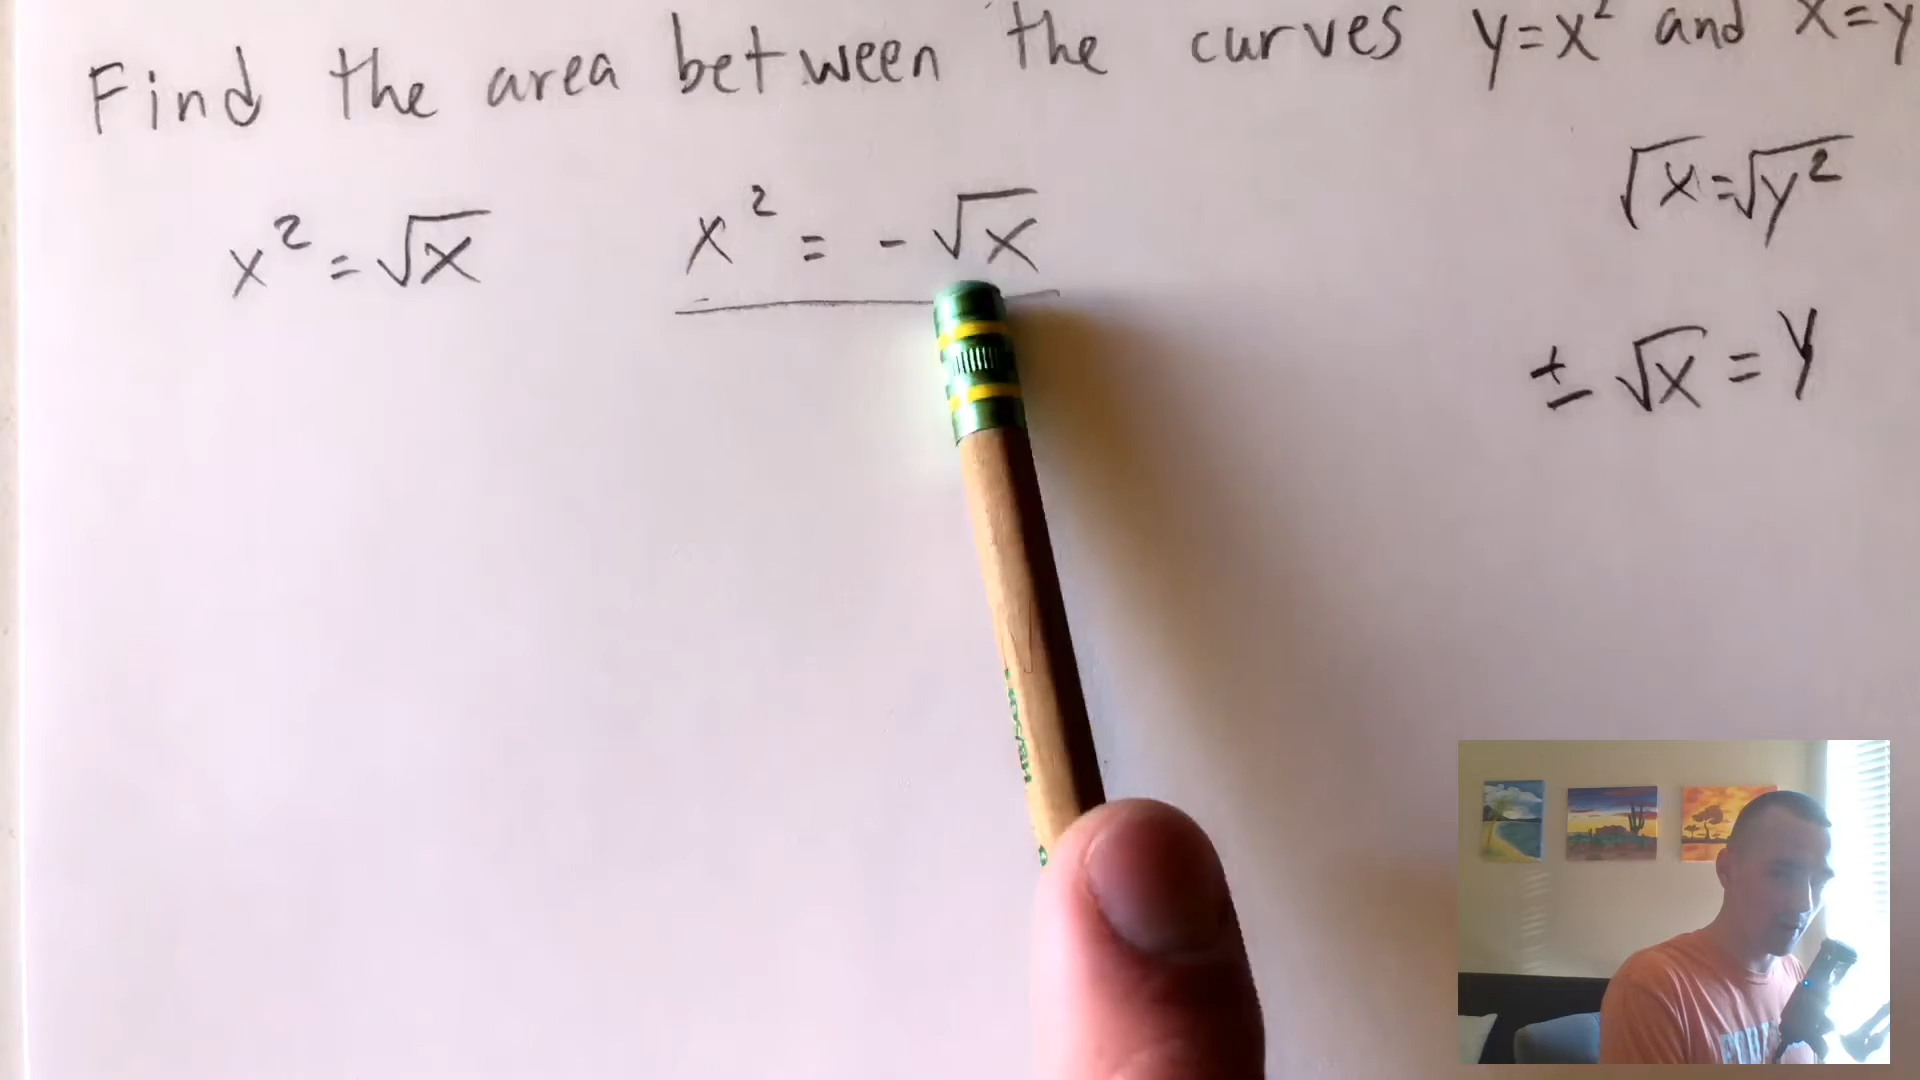 Find the area between the curves y=x² and x=y
x²=√x
x² = -√x
√x=√y²
± √x = y